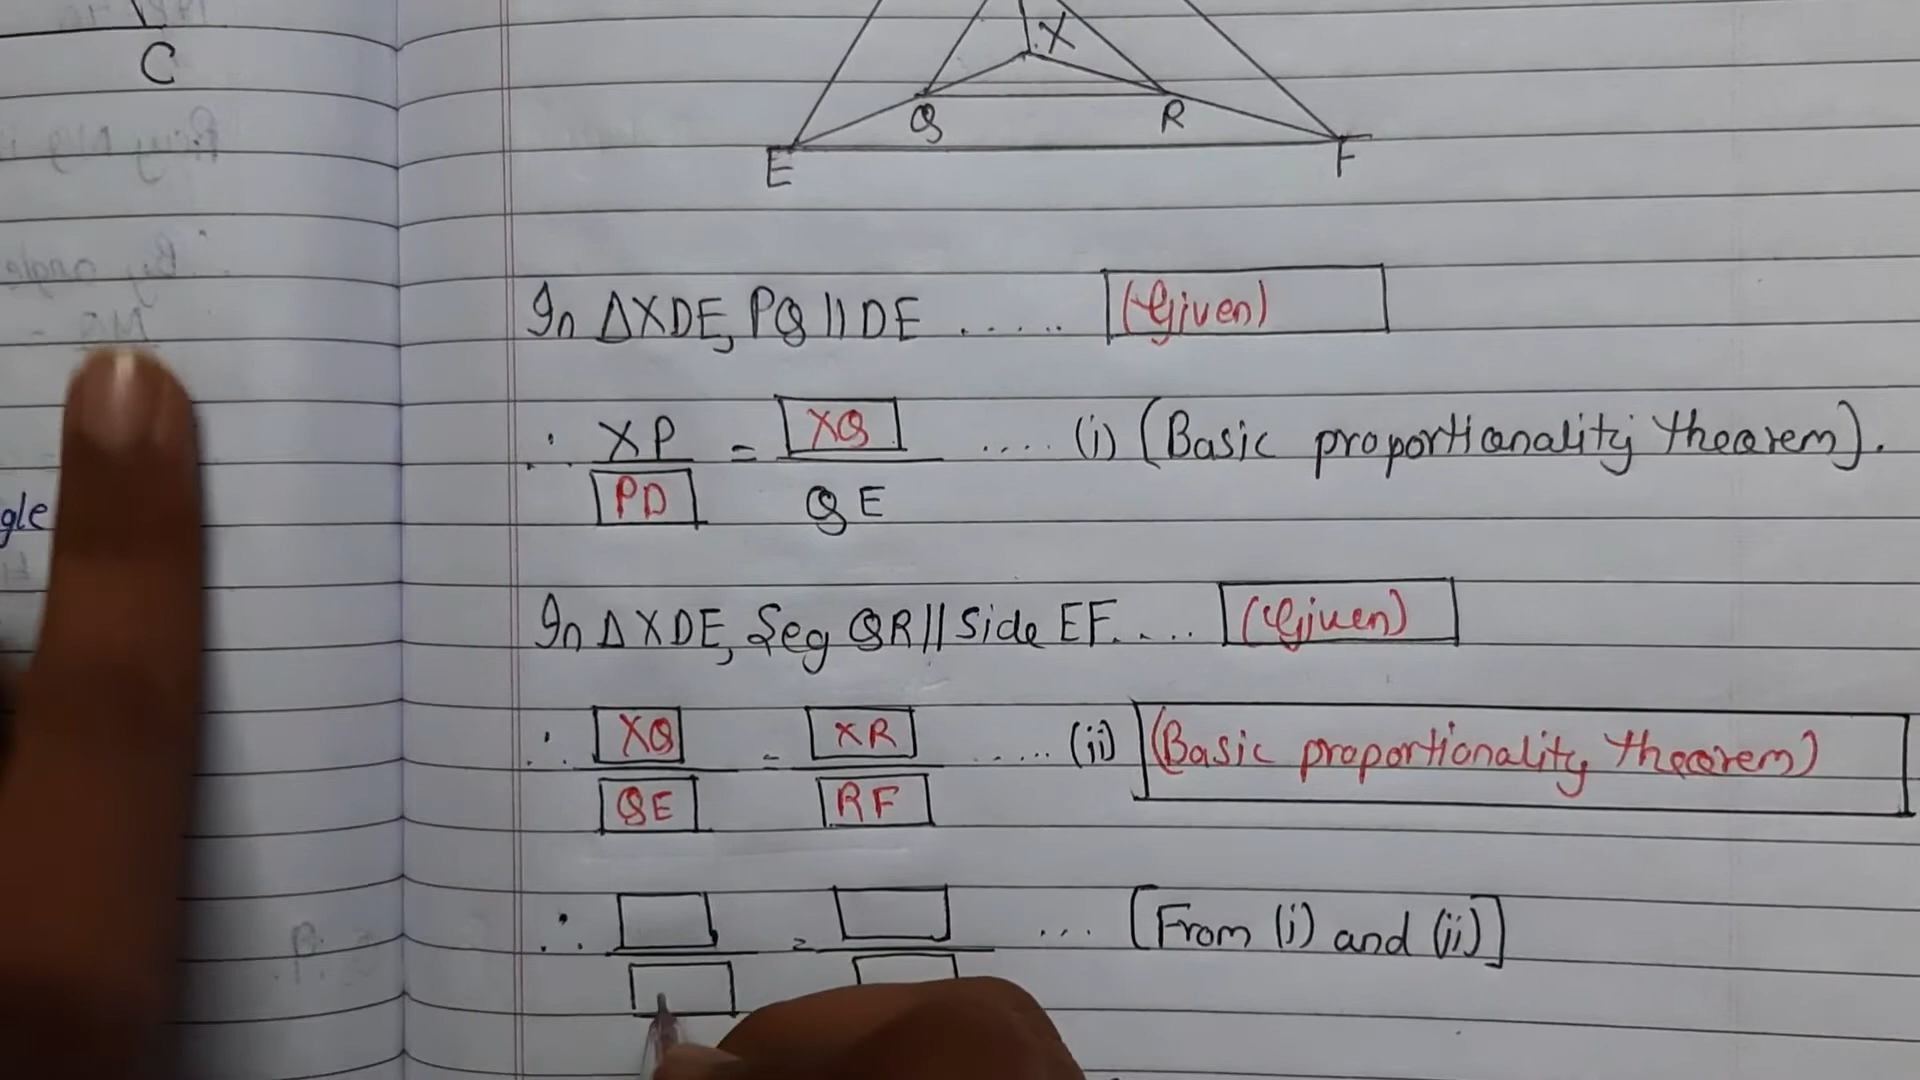 C
X
Q
R
E
F
In ΔXDE, PQ || DE ..... (Given)
∴ XP / PD = XQ / QE .... (i) (Basic proportionality theorem).
gle
In ΔXDE, Seg QR || Side EF. ... (Given)
∴ XQ / QE = XR / RF ..... (ii) (Basic proportionality theorem)
∴ = ... [From (i) and (ii)]